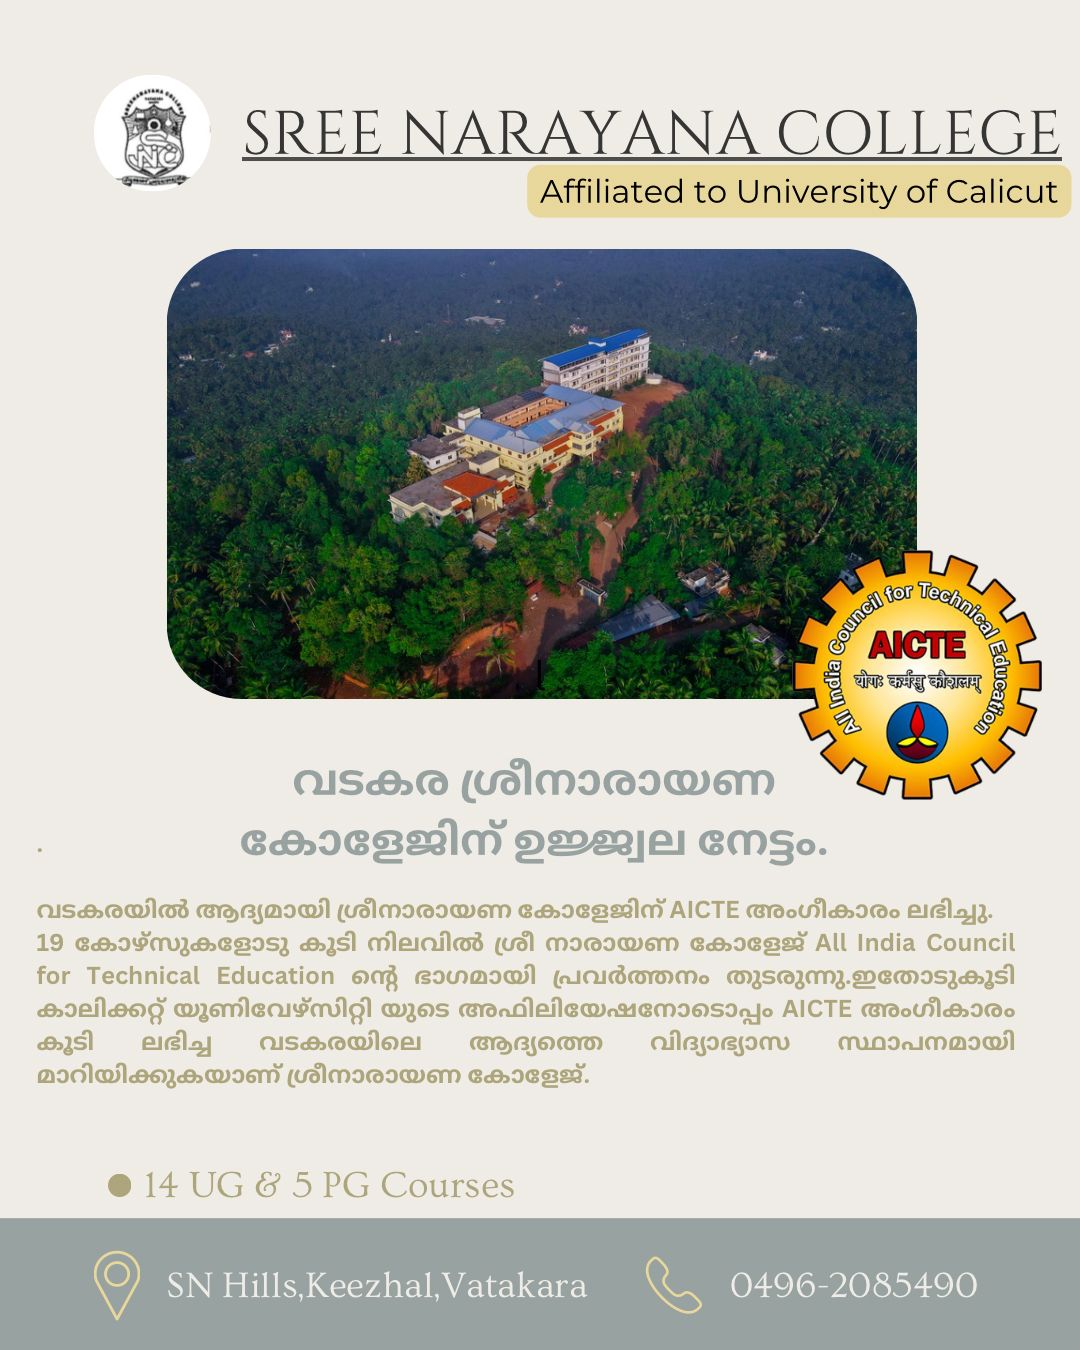 SREE NARAYANA COLLEGE
Affiliated to University of Calicut
All India Council for Technical Education
AICTE
योगः कर्मसु कौशलम्
വടകര ശ്രീനാരായണ
കോളേജിന് ഉജ്ജ്വല നേട്ടം.
.
വടകരയിൽ ആദ്യമായി ശ്രീനാരായണ കോളേജിന് AICTE അംഗീകാരം ലഭിച്ചു.
19 കോഴ്സുകളോടു കൂടി നിലവിൽ ശ്രീ നാരായണ കോളേജ് All India Council
for Technical Education ന്റെ ഭാഗമായി പ്രവർത്തനം തുടരുന്നു.ഇതോടുകൂടി
കാലിക്കറ്റ് യൂണിവേഴ്സിറ്റി യുടെ അഫിലിയേഷനോടൊപ്പം AICTE അംഗീകാരം
കൂടി ലഭിച്ച വടകരയിലെ ആദ്യത്തെ വിദ്യാഭ്യാസ സ്ഥാപനമായി
മാറിയിക്കുകയാണ് ശ്രീനാരായണ കോളേജ്.
14 UG & 5 PG Courses
SN Hills,Keezhal,Vatakara
0496-2085490